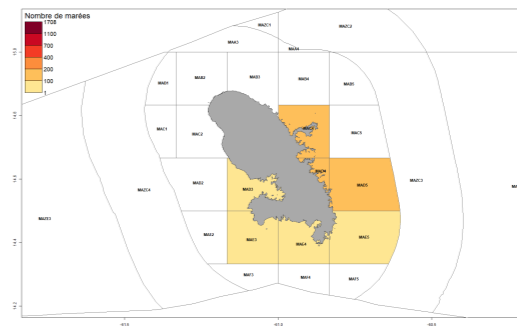 Nombre de marées
1708
1100
700
400
200
100
1
MAZC1
MAZC2
MAA3
MAA4
MAB1
MAB2
MAB3
MAB4
MAB5
MAC1
MAC2
MAC5
MAZC4
MAD2
MAD3
MAD5
MAZC3
MAZE3
MAE2
MAE3
MAE4
MAE5
MAF3
MAF4
MAF5